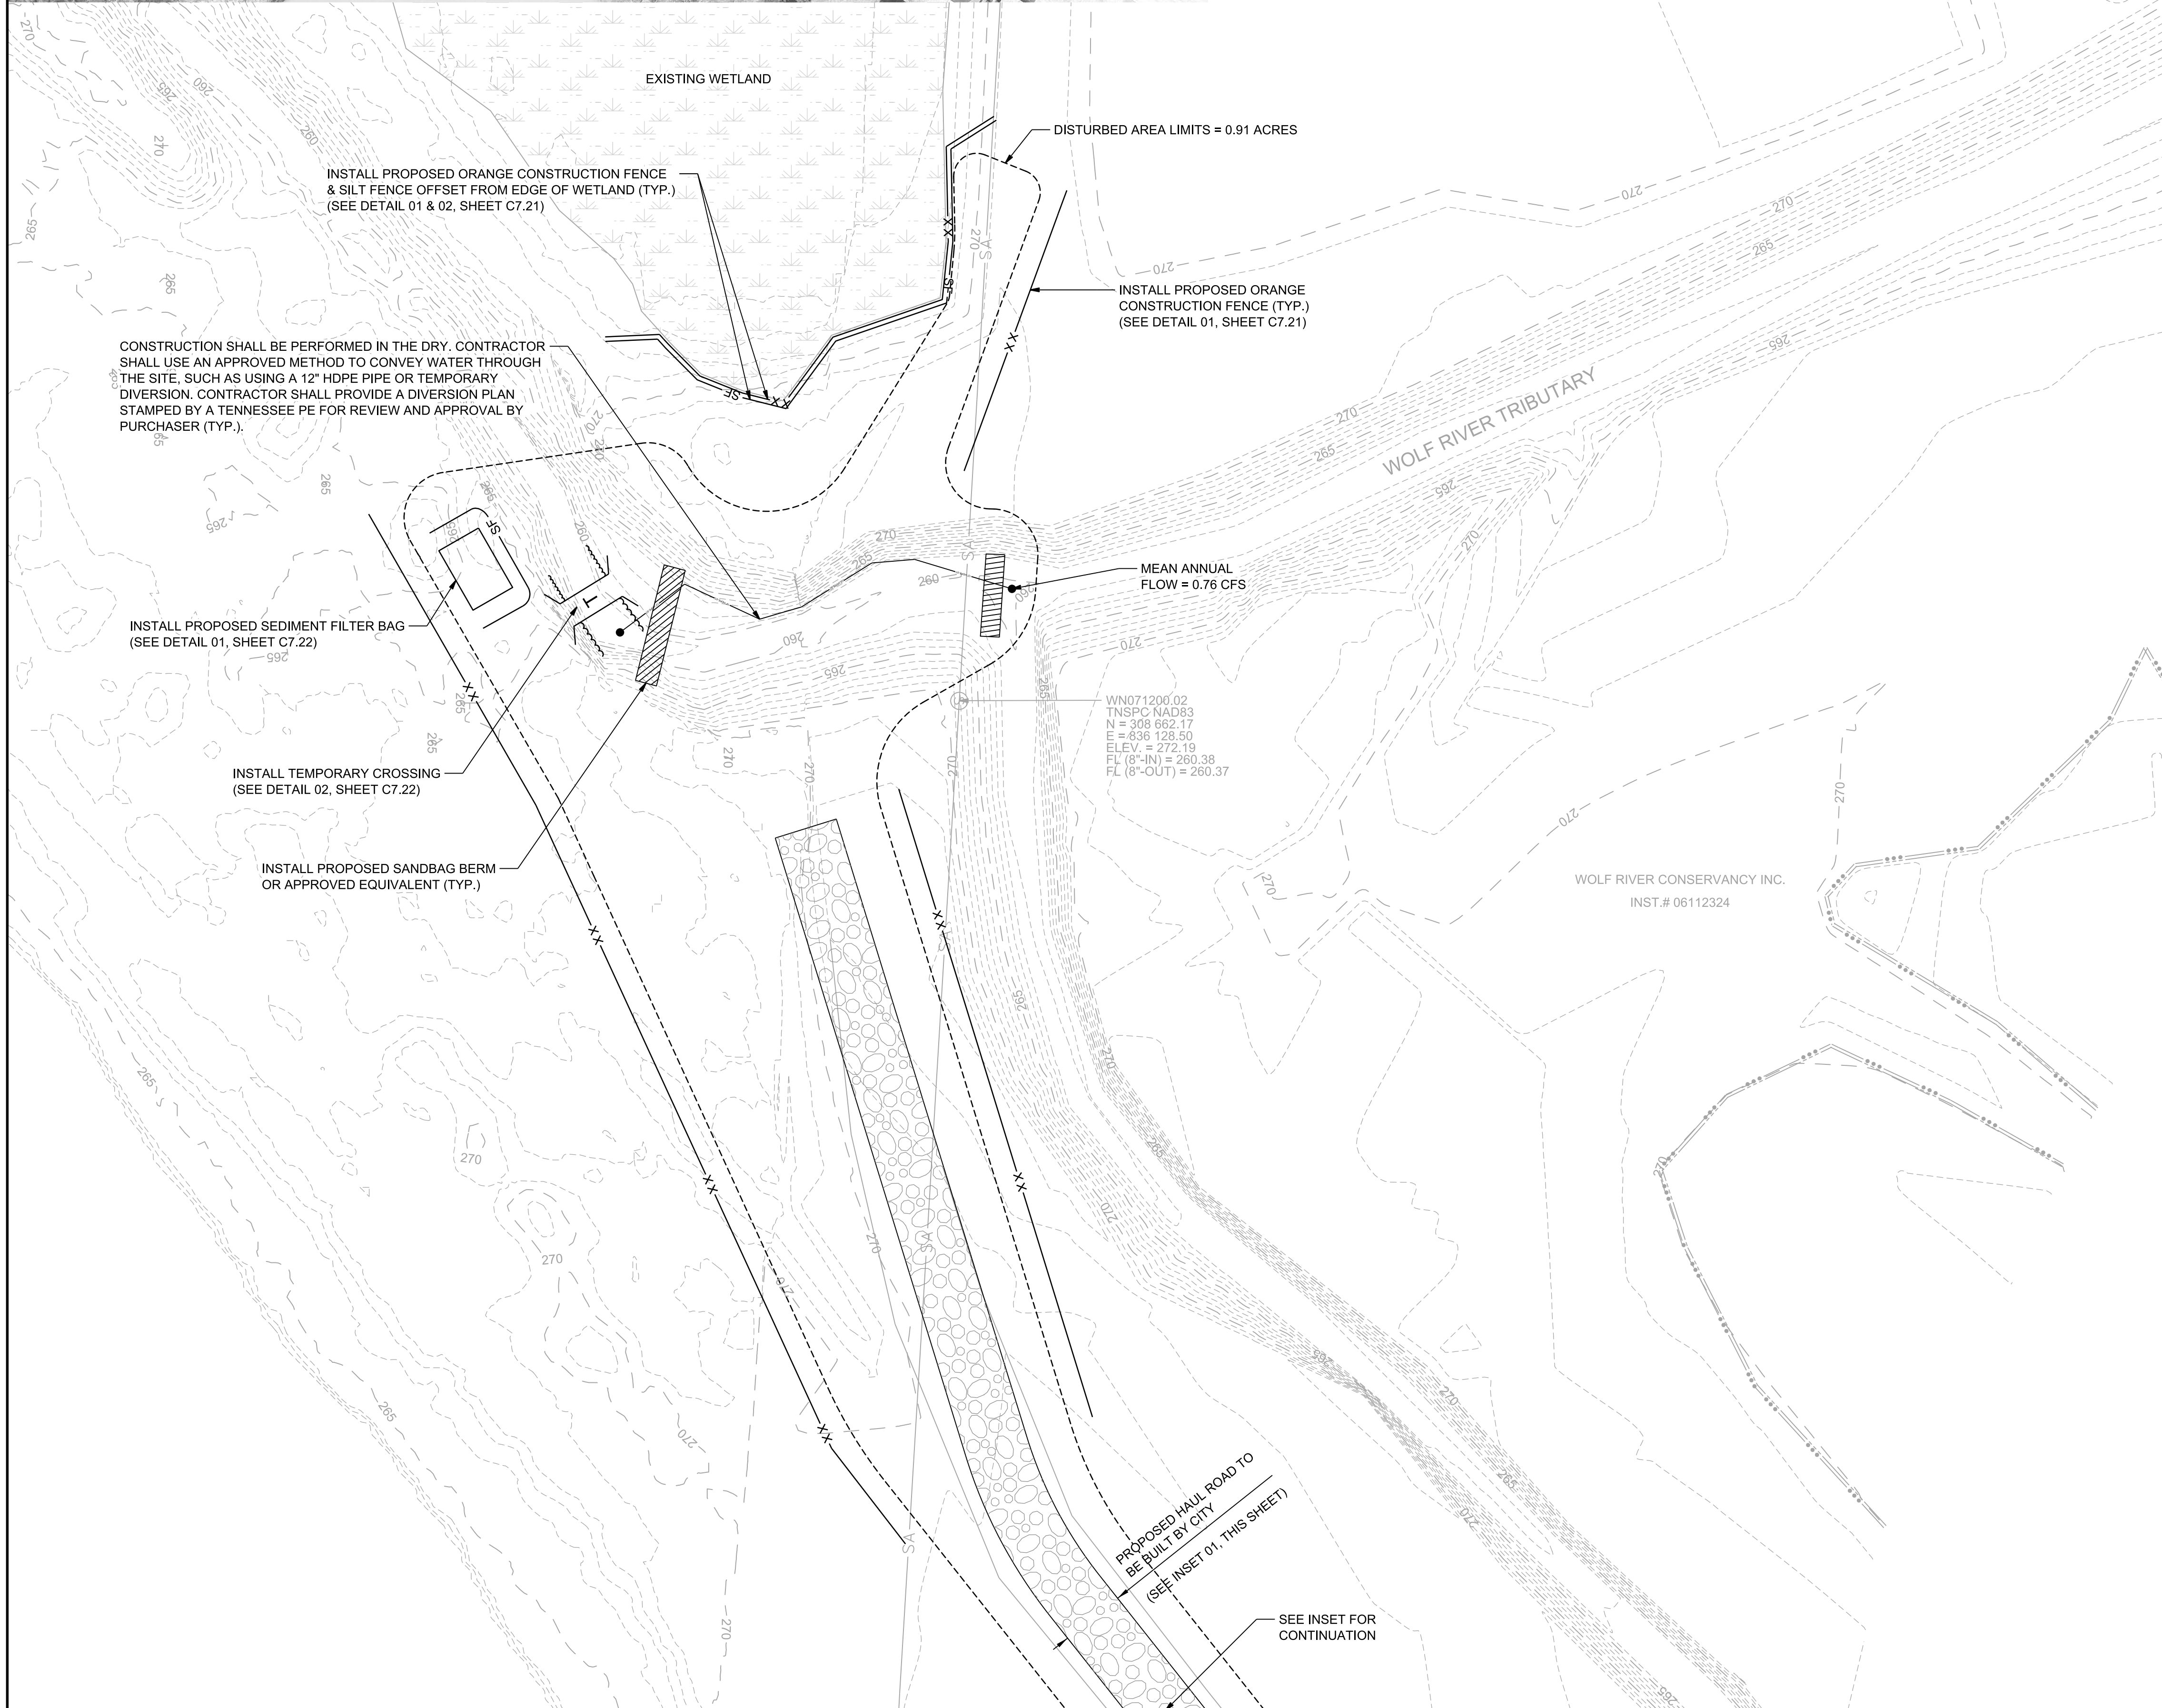 EXISTING WETLAND
DISTURBED AREA LIMITS = 0.91 ACRES
INSTALL PROPOSED ORANGE CONSTRUCTION FENCE
& SILT FENCE OFFSET FROM EDGE OF WETLAND (TYP.)
(SEE DETAIL 01 & 02, SHEET C7.21)
INSTALL PROPOSED ORANGE
CONSTRUCTION FENCE (TYP.)
(SEE DETAIL 01, SHEET C7.21)
CONSTRUCTION SHALL BE PERFORMED IN THE DRY. CONTRACTOR
SHALL USE AN APPROVED METHOD TO CONVEY WATER THROUGH
THE SITE, SUCH AS USING A 12" HDPE PIPE OR TEMPORARY
DIVERSION. CONTRACTOR SHALL PROVIDE A DIVERSION PLAN
STAMPED BY A TENNESSEE PE FOR REVIEW AND APPROVAL BY
PURCHASER (TYP.).
WOLF RIVER TRIBUTARY
MEAN ANNUAL
FLOW = 0.76 CFS
INSTALL PROPOSED SEDIMENT FILTER BAG
(SEE DETAIL 01, SHEET C7.22)
WN071200.02
TNSPC NAD83
N = 308 662.17
E = 836 128.50
ELEV. = 272.19
FL (8"-IN) = 260.38
FL (8"-OUT) = 260.37
INSTALL TEMPORARY CROSSING
(SEE DETAIL 02, SHEET C7.22)
INSTALL PROPOSED SANDBAG BERM
OR APPROVED EQUIVALENT (TYP.)
WOLF RIVER CONSERVANCY INC.
INST.# 06112324
PROPOSED HAUL ROAD TO
BE BUILT BY CITY
(SEE INSET 01, THIS SHEET)
SEE INSET FOR
CONTINUATION
270
265
260
SF
SA
XX
T